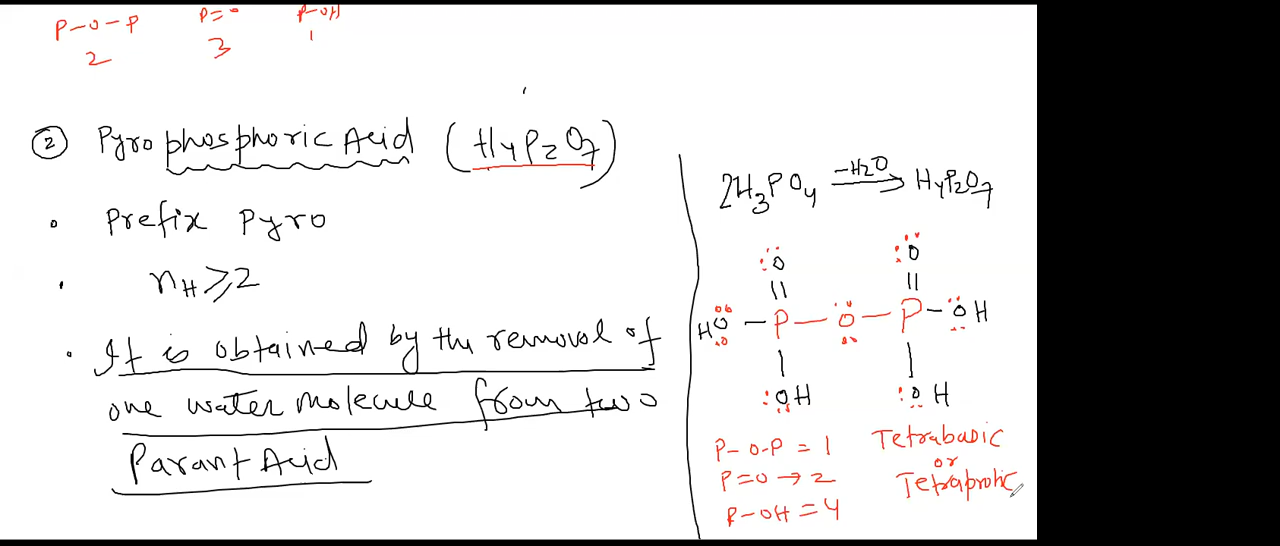 P-O-P P=O P-OH
2 3 1
② Pyrophosphoric Acid (H4P2O7)
• Prefix Pyro
• nH ⩾ 2
• It is obtained by the removal of
one water molecule from two
Parant Acid
2H3PO4 -H2O → H4P2O7
O O
HO - P - O - P - OH
OH OH
P-O-P = 1
P=O → 2
P-OH = 4
Tetrabasic
or
Tetraprotic